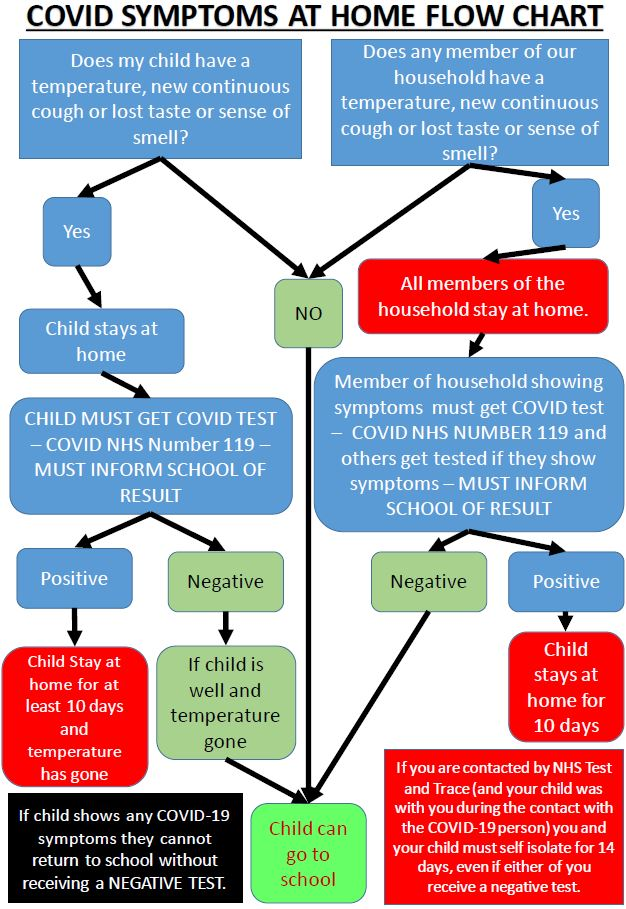 COVID SYMPTOMS AT HOME FLOW CHART
Does my child have a
temperature, new continuous
cough or lost taste or sense of
smell?
Does any member of our
household have a
temperature, new continuous
cough or lost taste or sense of
smell?
Yes
Yes
NO
All members of the
household stay at home.
Child stays at
home
CHILD MUST GET COVID TEST
– COVID NHS Number 119 –
MUST INFORM SCHOOL OF
RESULT
Member of household showing
symptoms must get COVID test
– COVID NHS NUMBER 119 and
others get tested if they show
symptoms – MUST INFORM
SCHOOL OF RESULT
Positive
Negative
Negative
Positive
Child Stay at
home for at
least 10 days
and
temperature
has gone
If child is
well and
temperature
gone
Child
stays at
home for
10 days
If child shows any COVID-19
symptoms they cannot
return to school without
receiving a NEGATIVE TEST.
Child can
go to
school
If you are contacted by NHS Test
and Trace (and your child was
with you during the contact with
the COVID-19 person) you and
your child must self isolate for 14
days, even if either of you
receive a negative test.